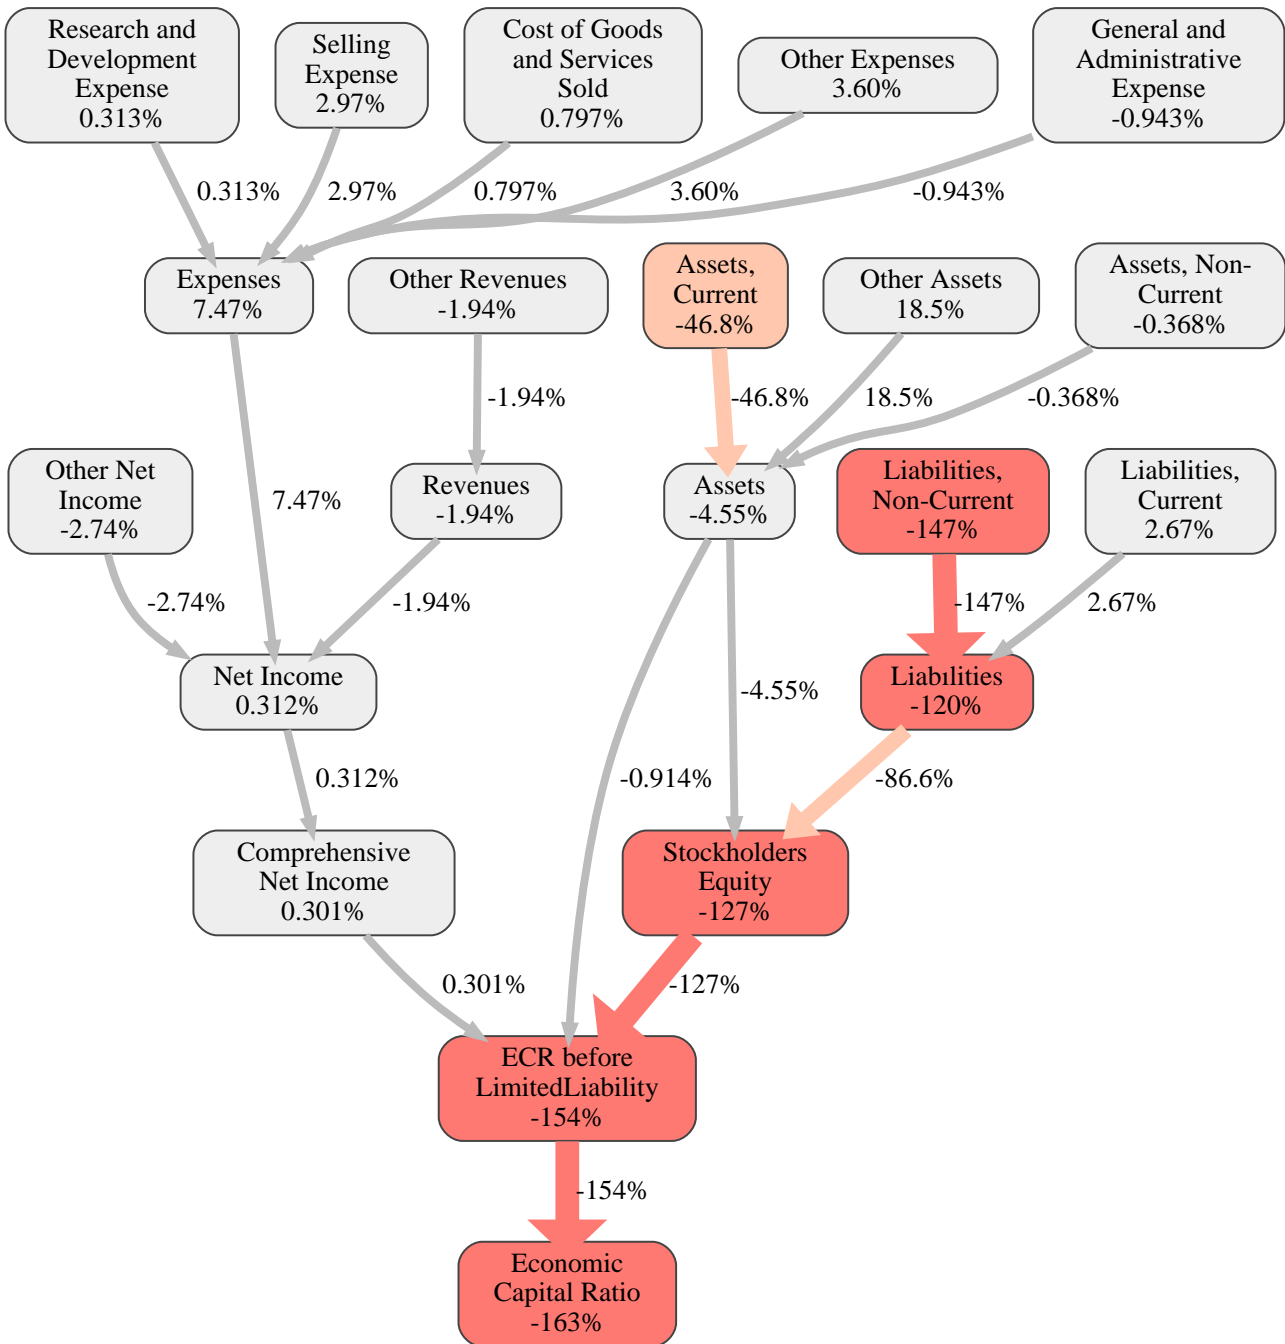 Research and
Development
Expense
0.313%
Selling
Expense
2.97%
Cost of Goods
and Services
Sold
0.797%
Other Expenses
3.60%
General and
Administrative
Expense
-0.943%
0.313%
2.97%
0.797%
3.60%
-0.943%
Expenses
7.47%
Other Revenues
-1.94%
Assets,
Current
-46.8%
Other Assets
18.5%
Assets, Non-
Current
-0.368%
-1.94%
-46.8%
18.5%
-0.368%
Other Net
Income
-2.74%
7.47%
Revenues
-1.94%
Assets
-4.55%
Liabilities,
Non-Current
-147%
Liabilities,
Current
2.67%
-2.74%
-1.94%
-147%
2.67%
Net Income
0.312%
-4.55%
Liabilities
-120%
0.312%
-0.914%
-86.6%
Comprehensive
Net Income
0.301%
Stockholders
Equity
-127%
0.301%
-127%
ECR before
LimitedLiability
-154%
-154%
Economic
Capital Ratio
-163%